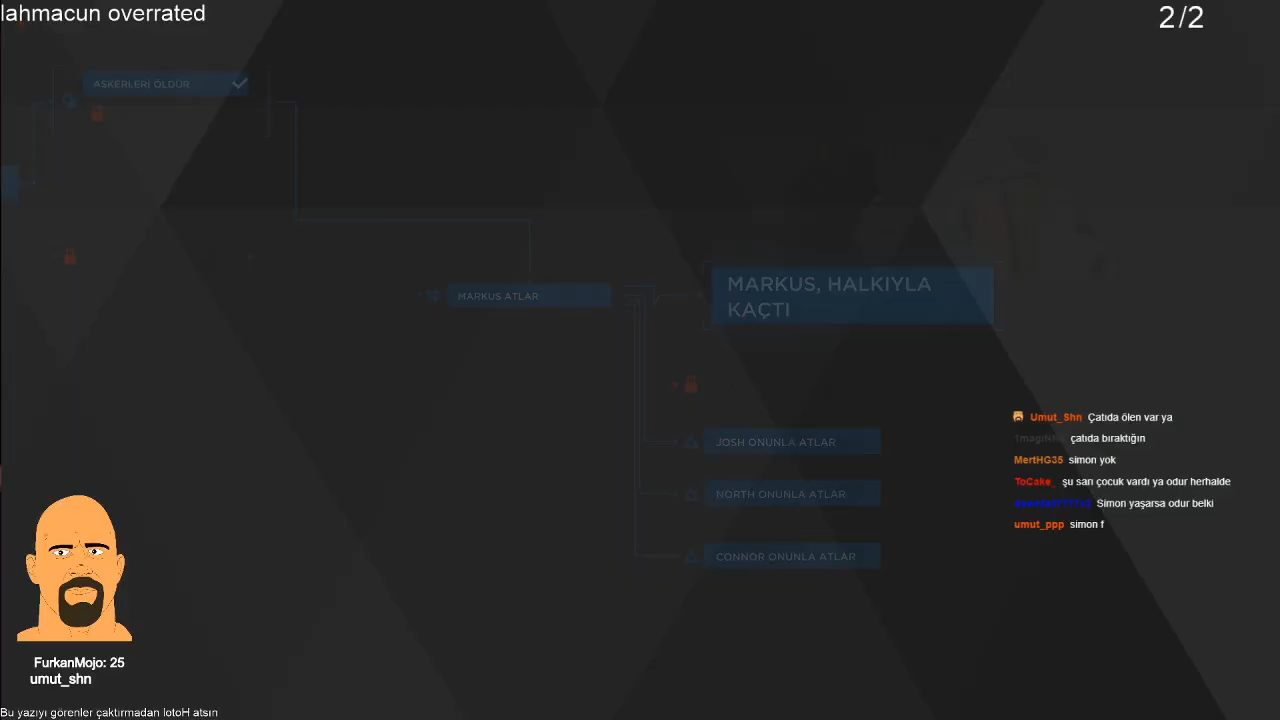 lahmacun overrated
2/2
ASKERLERİ ÖLDÜR
MARKUS ATLAR
MARKUS, HALKIYLA
KAÇTI
JOSH ONUNLA ATLAR
NORTH ONUNLA ATLAR
CONNOR ONUNLA ATLAR
Umut_Shn Çatıda ölen var ya
çatıda bıraktığın
MertHG35 simon yok
ToCake_ şu sarı çocuk vardı ya odur herhalde
Simon yaşarsa odur belki
umut_ppp simon f
FurkanMojo: 25
umut_shn
Bu yazıyı görenler çaktırmadan lotoH atsın